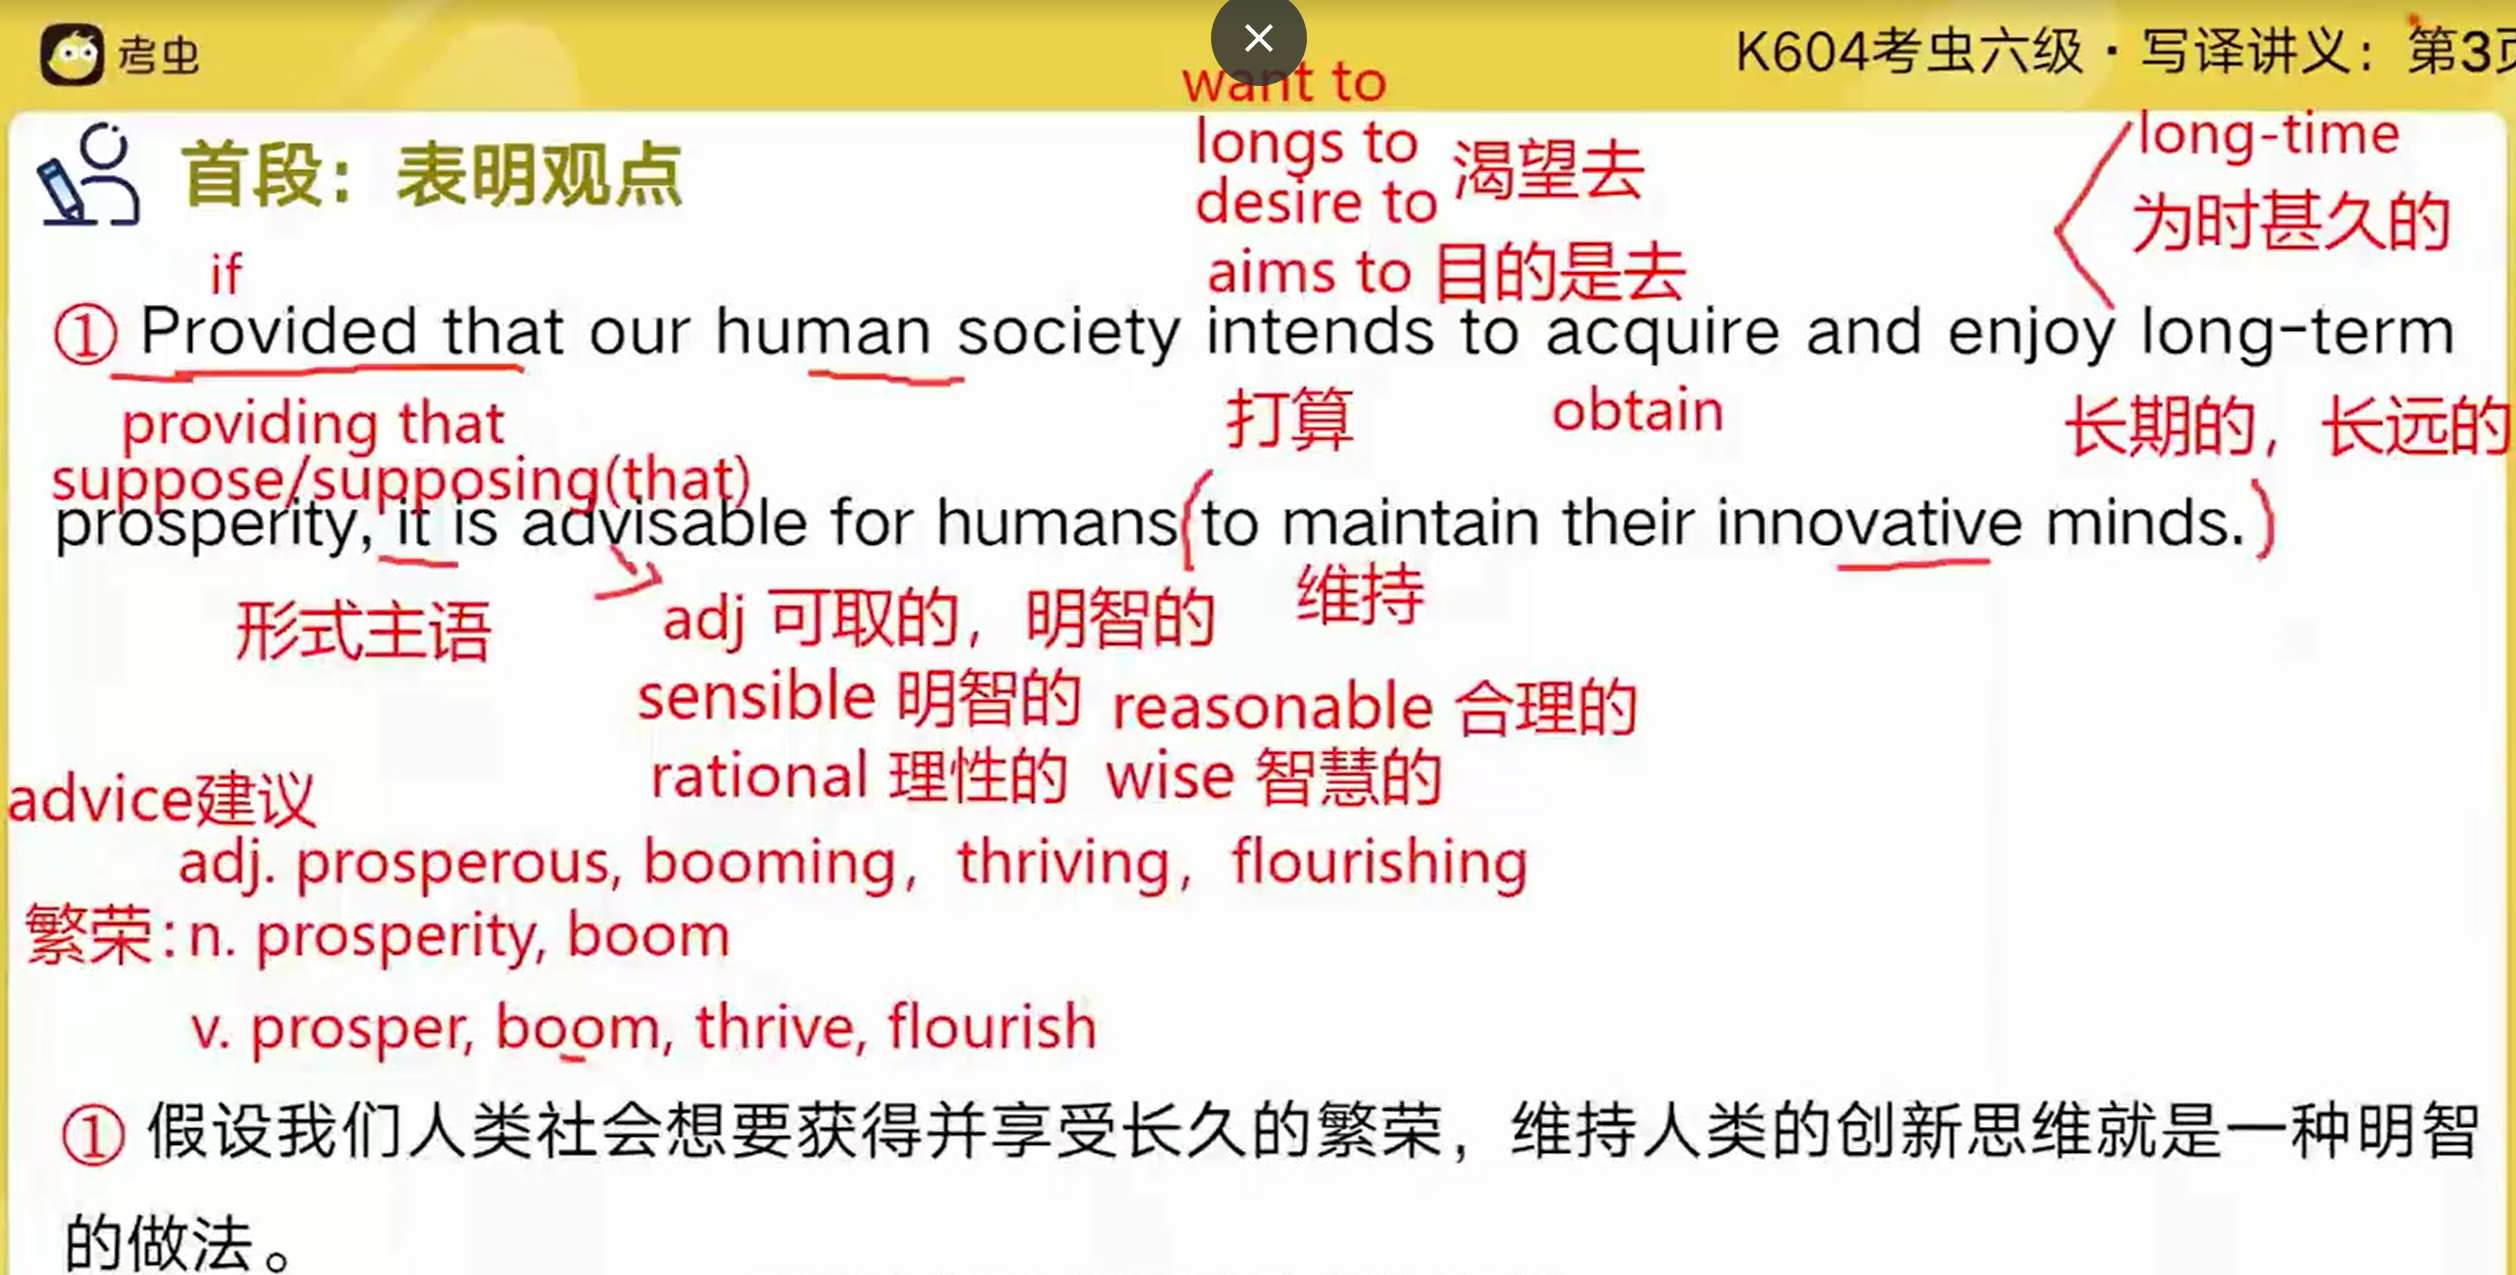 考虫
K604考虫六级·写译讲义：第3页
want to
首段：表明观点
longs to
desire to
渴望去
long-time
为时甚久的
if
aims to 目的是去
① Provided that our human society intends to acquire and enjoy long-term
providing that
打算
obtain
长期的，长远的
suppose/supposing(that)
prosperity, it is advisable for humans(to maintain their innovative minds.)
形式主语
adj 可取的，明智的
维持
sensible 明智的 reasonable 合理的
rational 理性的 wise 智慧的
advice建议
adj. prosperous, booming，thriving，flourishing
繁荣:n. prosperity, boom
v. prosper, boom, thrive, flourish
① 假设我们人类社会想要获得并享受长久的繁荣，维持人类的创新思维就是一种明智
的做法。